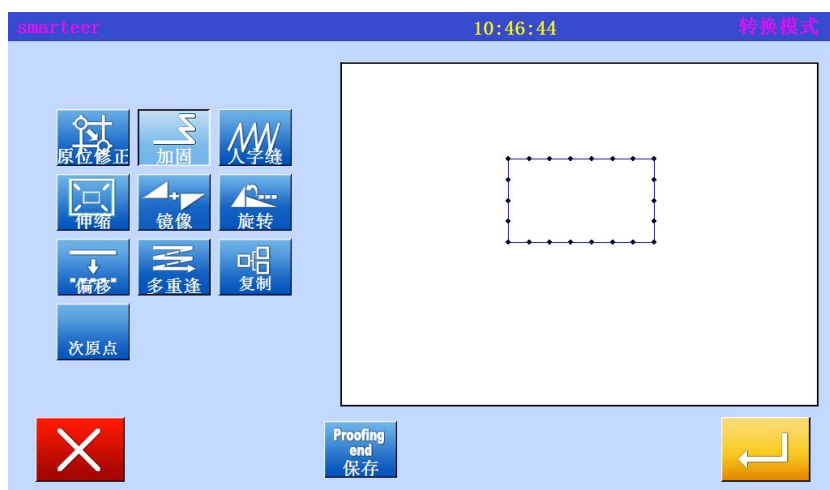 smarteer
10:46:44
转换模式
原位修正
加固
人字缝
伸缩
镜像
旋转
偏移
多重逢
复制
次原点
Proofing
end
保存